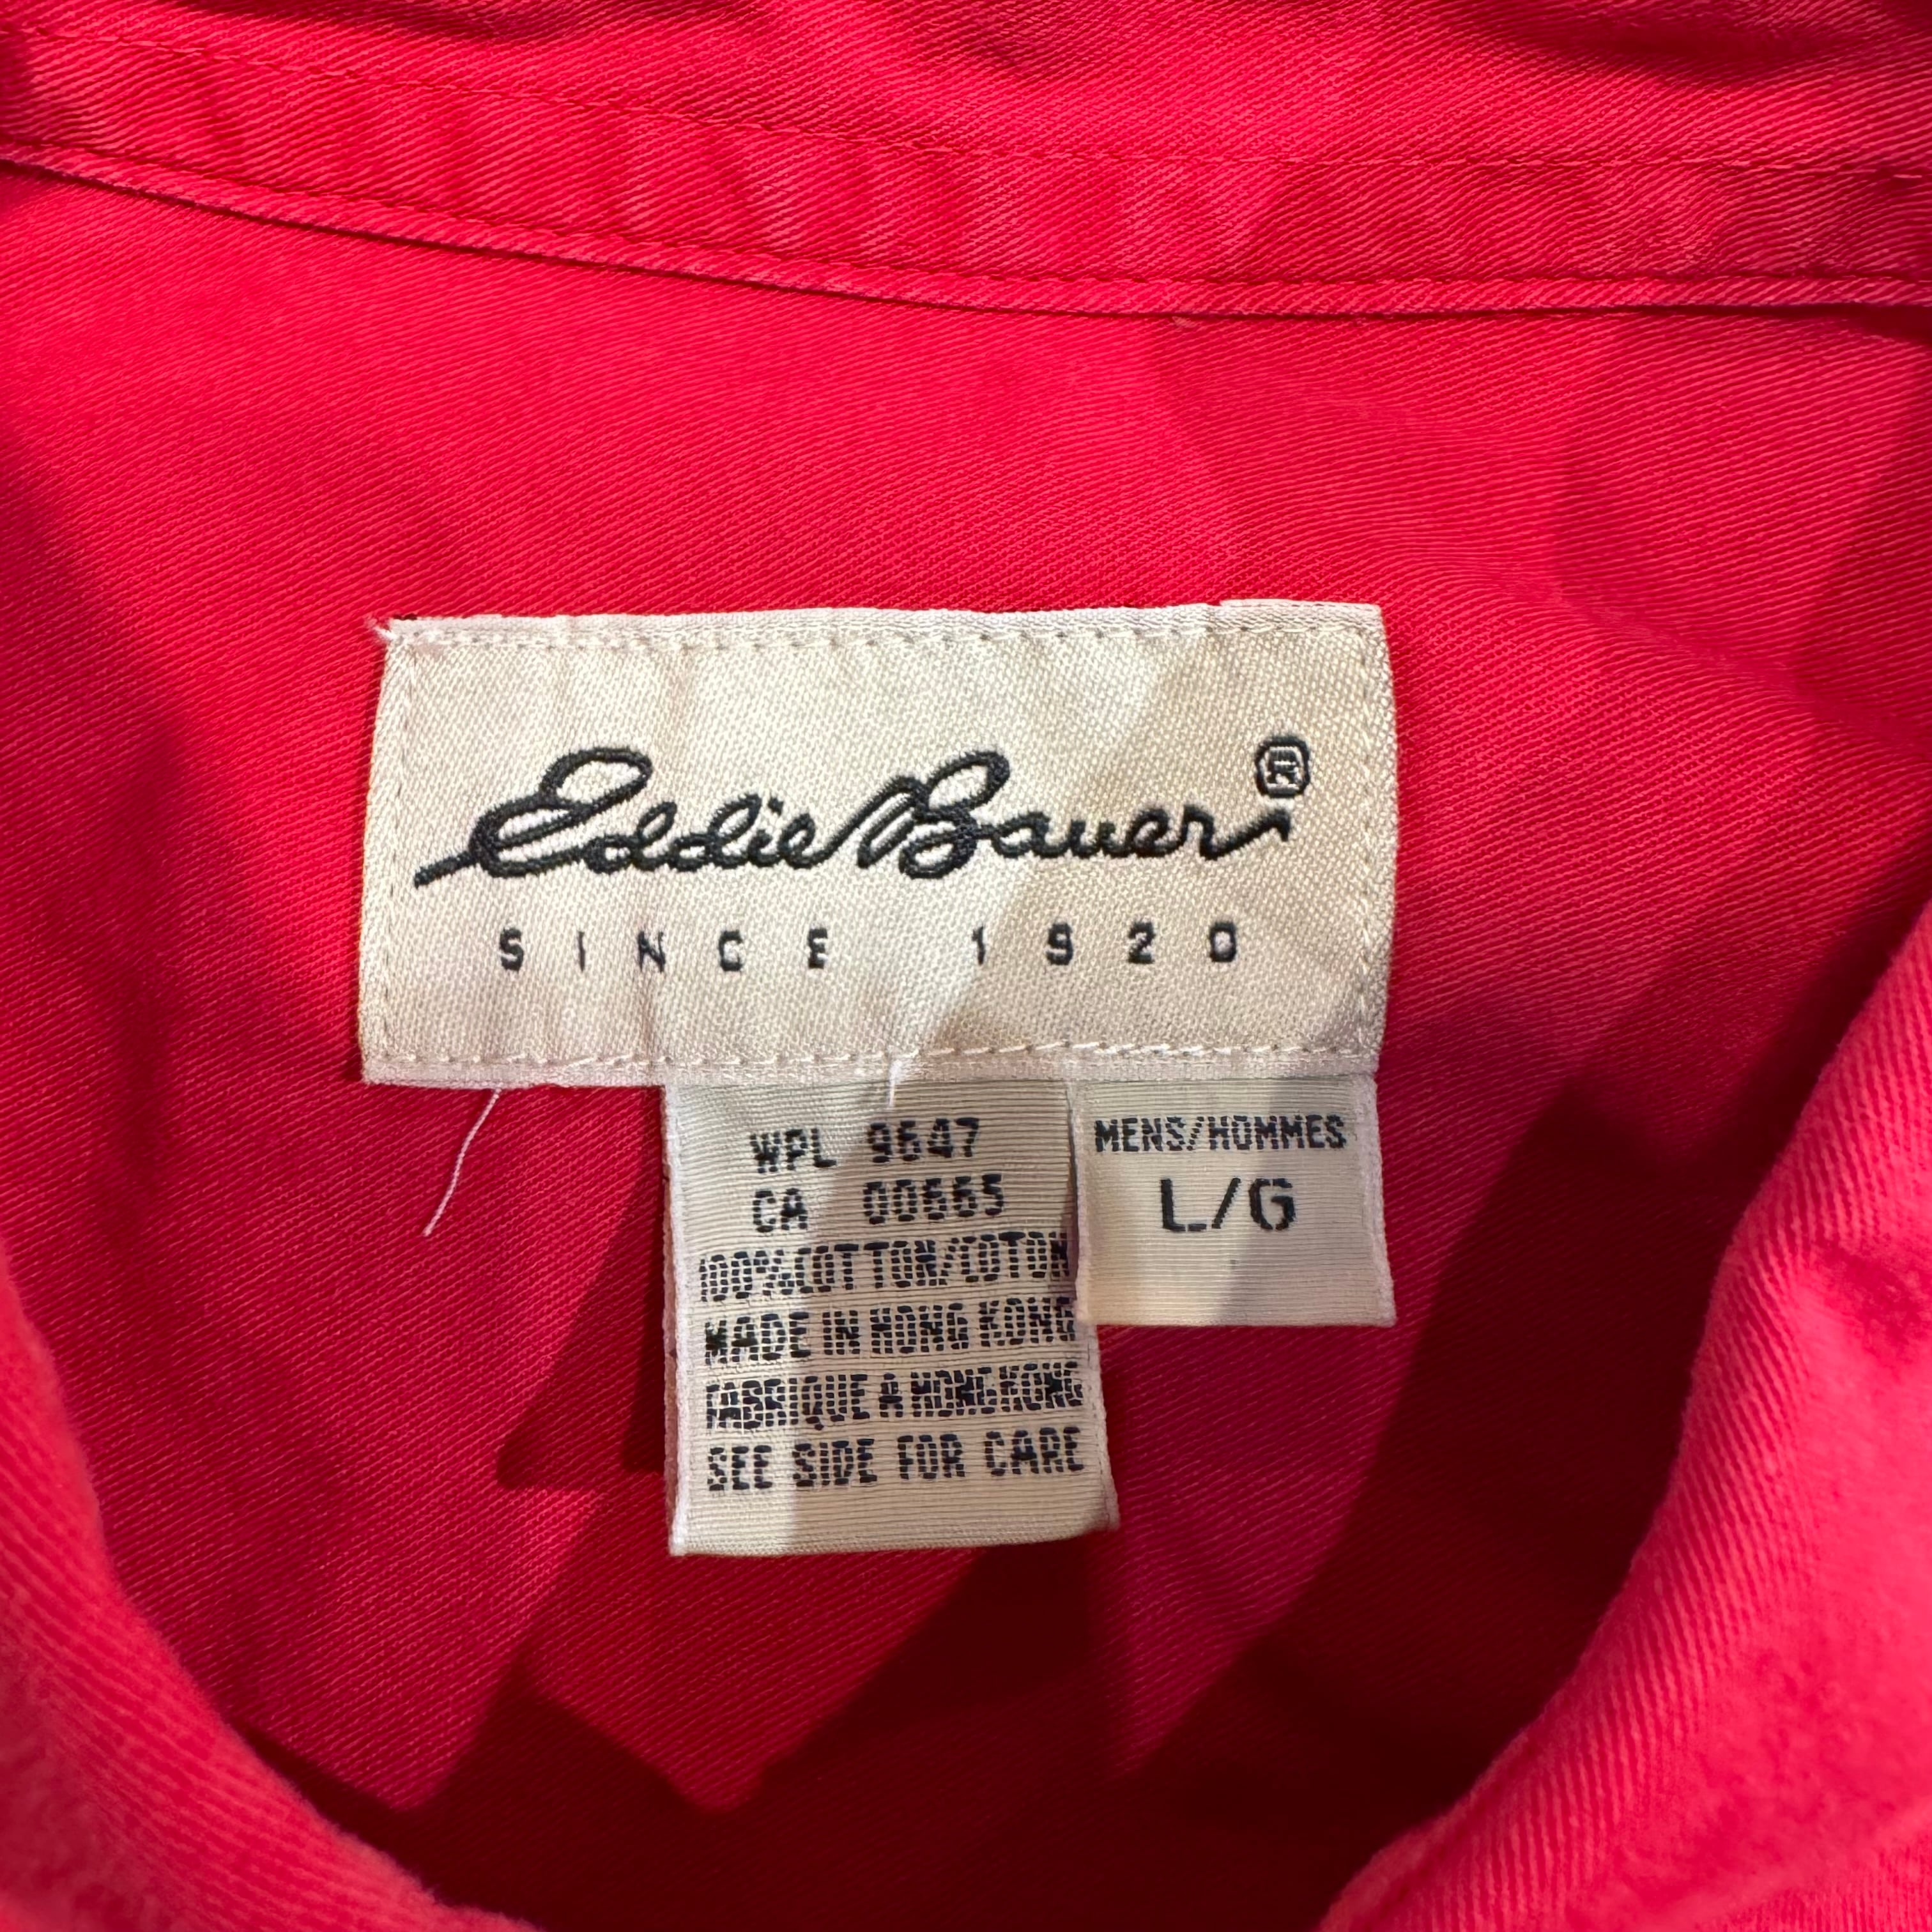 Eddie Bauer®
SINCE 1920
WPL 9647
CA 00665
100% COTTON/COTON
MADE IN HONG KONG
FABRIQUE A HONG KONG
SEE SIDE FOR CARE
MENS/HOMMES
L/G